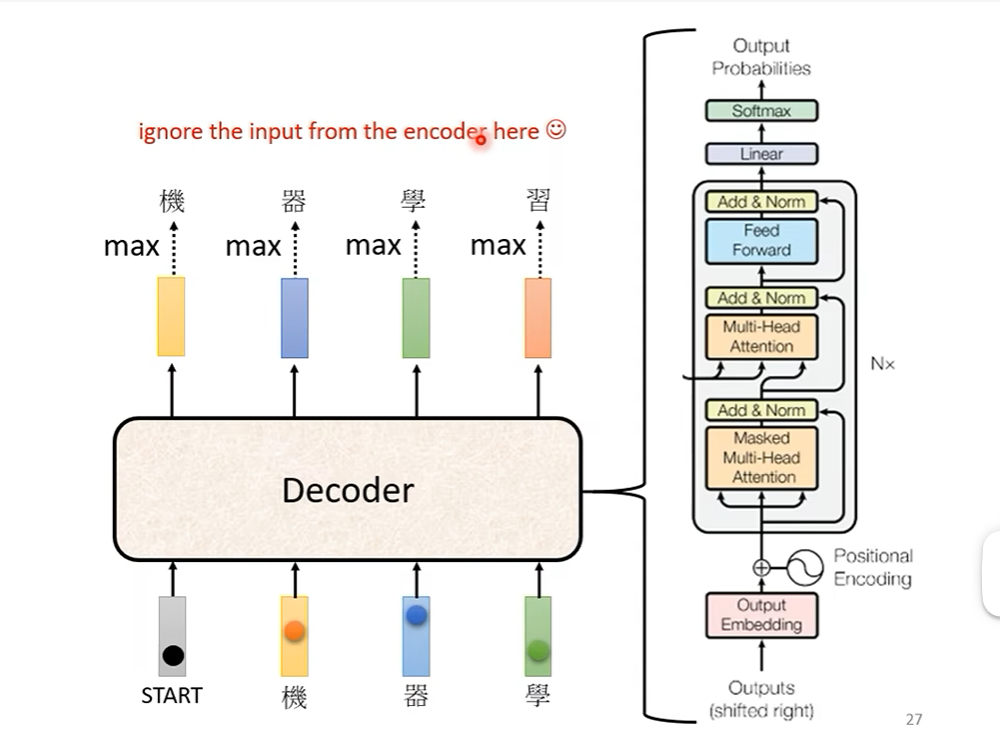 ignore the input from the encoder here ☺
機 器 學 習
max max max max
Decoder
START 機 器 學
Output
Probabilities
Softmax
Linear
Add & Norm
Feed
Forward
Add & Norm
Multi-Head
Attention
N×
Add & Norm
Masked
Multi-Head
Attention
Positional
Encoding
Output
Embedding
Outputs
(shifted right)
27